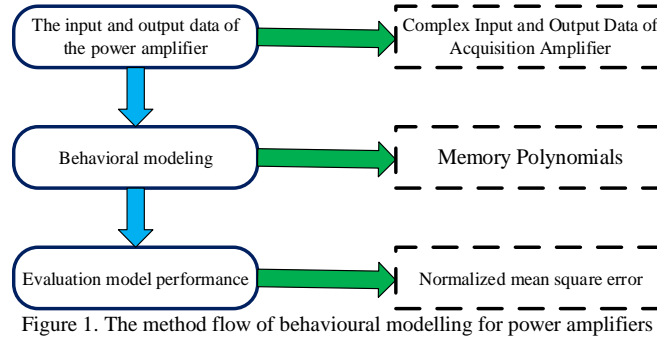 The input and output data of
the power amplifier
Complex Input and Output Data of
Acquisition Amplifier
Behavioral modeling
Memory Polynomials
Evaluation model performance
Normalized mean square error
Figure 1. The method flow of behavioural modelling for power amplifiers